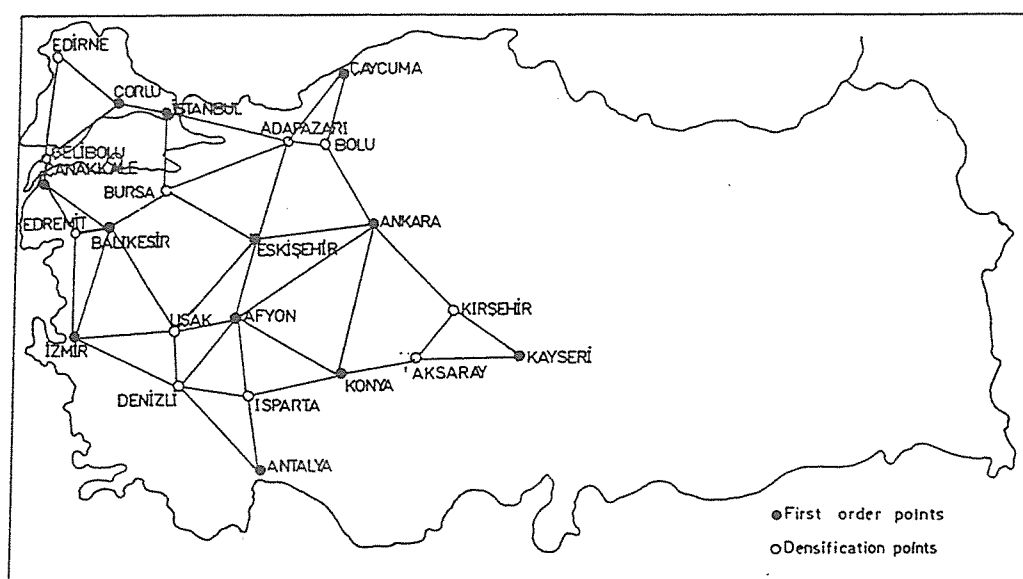 EDİRNE
ÇAYCUMA
ÇORLU
İSTANBUL
ADAPAZARI
BOLU
GELİBOLU
ÇANAKKALE
BURSA
EDREMİT
BALIKESİR
ANKARA
ESKİŞEHİR
KIRŞEHİR
UŞAK
AFYON
İZMİR
KAYSERİ
AKSARAY
KONYA
DENİZLİ
ISPARTA
ANTALYA
First order points
Densification points